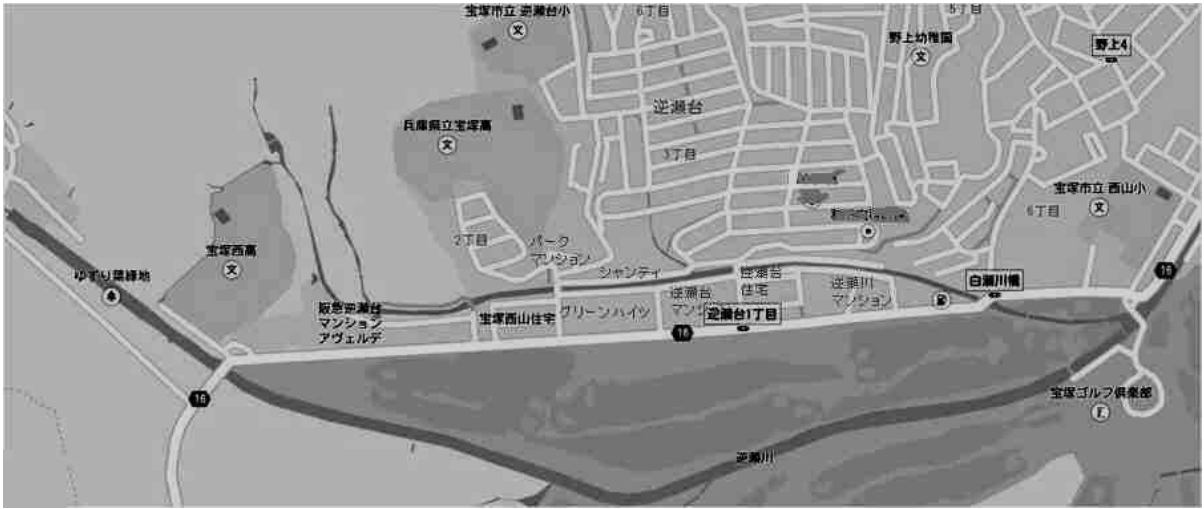 宝塚市立 逆瀬台小
6丁目
5丁目
野上幼稚園
野上4
兵庫県立宝塚高
逆瀬台
3丁目
宝塚市立 西山小
6丁目
2丁目
パーク
マンション
宝塚西高
ゆずり葉緑地
シャンティ
逆瀬台
住宅
逆瀬川
マンション
白瀬川橋
16
阪急逆瀬台
マンション
アヴェルデ
宝塚西山住宅
グリーンハイツ
逆瀬台
逆瀬台1丁目
16
16
宝塚ゴルフ倶楽部
逆瀬川